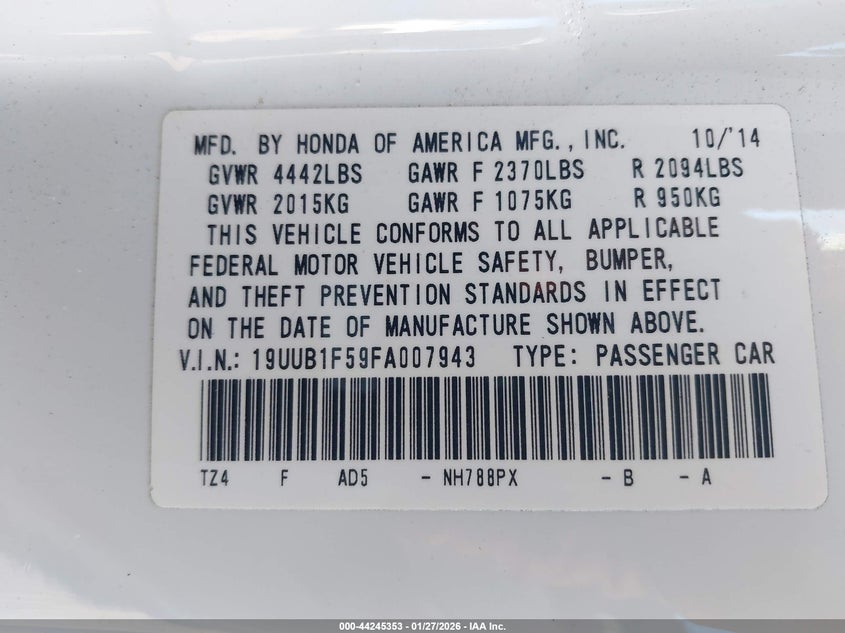 MFD. BY HONDA OF AMERICA MFG., INC. 10/'14
GVWR 4442LBS GAWR F 2370LBS R 2094LBS
GVWR 2015KG GAWR F 1075KG R 950KG
THIS VEHICLE CONFORMS TO ALL APPLICABLE
FEDERAL MOTOR VEHICLE SAFETY, BUMPER,
AND THEFT PREVENTION STANDARDS IN EFFECT
ON THE DATE OF MANUFACTURE SHOWN ABOVE.
V.I.N.: 19UUB1F59FA007943 TYPE: PASSENGER CAR
TZ4 F AD5 - NH788PX - B - A
000-44245353 - 01/27/2026 - IAA Inc.